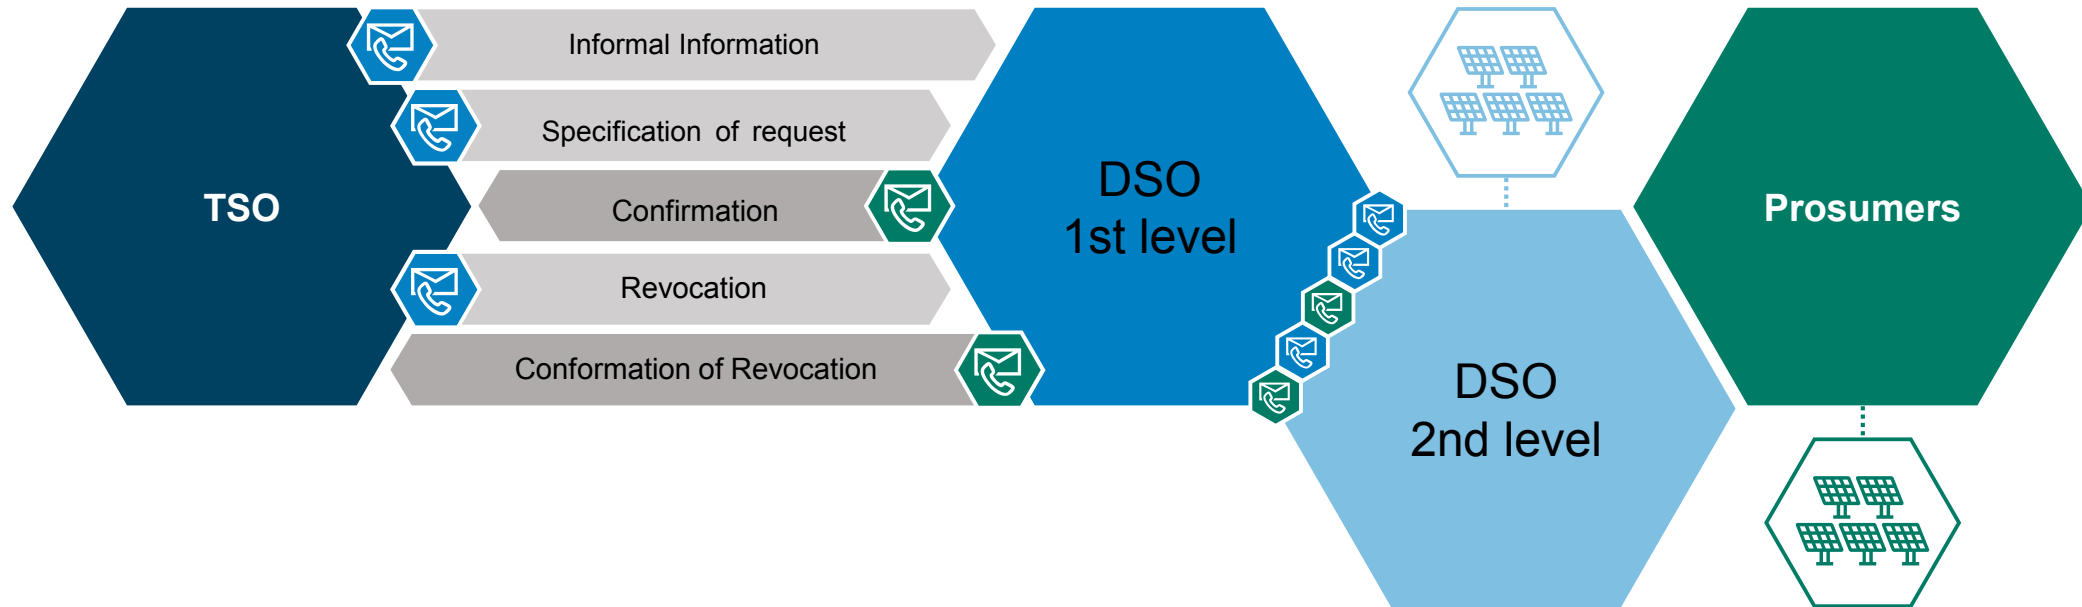 Informal Information
Specification of request
TSO
Confirmation
Revocation
Conformation of Revocation
DSO
1st level
DSO
2nd level
Prosumers